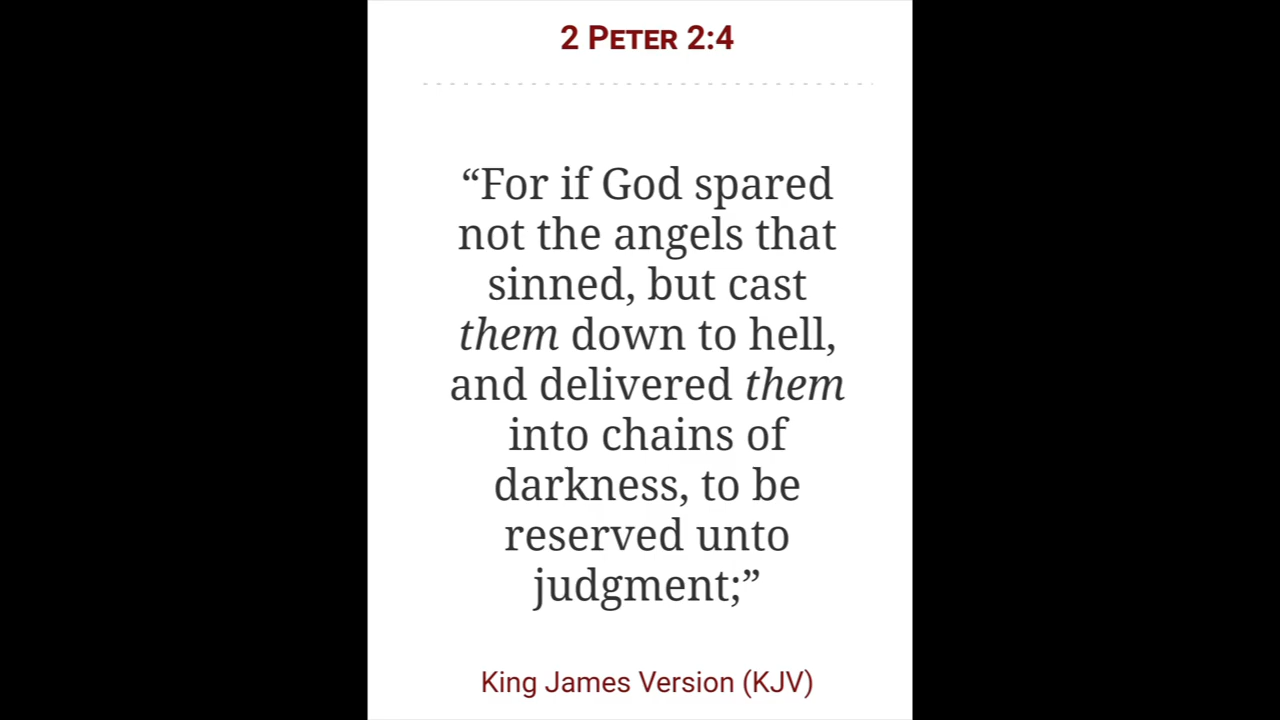 2 Peter 2:4
“For if God spared
not the angels that
sinned, but cast
them down to hell,
and delivered them
into chains of
darkness, to be
reserved unto
judgment;”
King James Version (KJV)